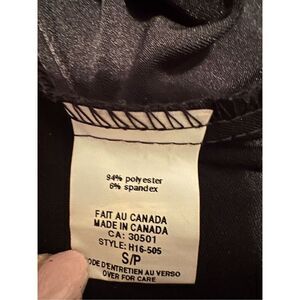 94% polyester
6% spandex
FAIT AU CANADA
MADE IN CANADA
CA: 30501
STYLE: H16-505
S/P
ODE D'ENTRETIEN AU VERSO
OVER FOR CARE